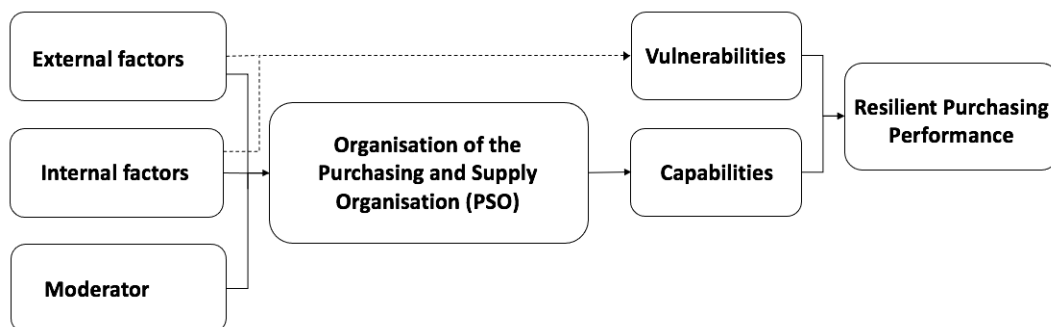 External factors
Internal factors
Moderator
Organisation of the
Purchasing and Supply
Organisation (PSO)
Vulnerabilities
Capabilities
Resilient Purchasing
Performance